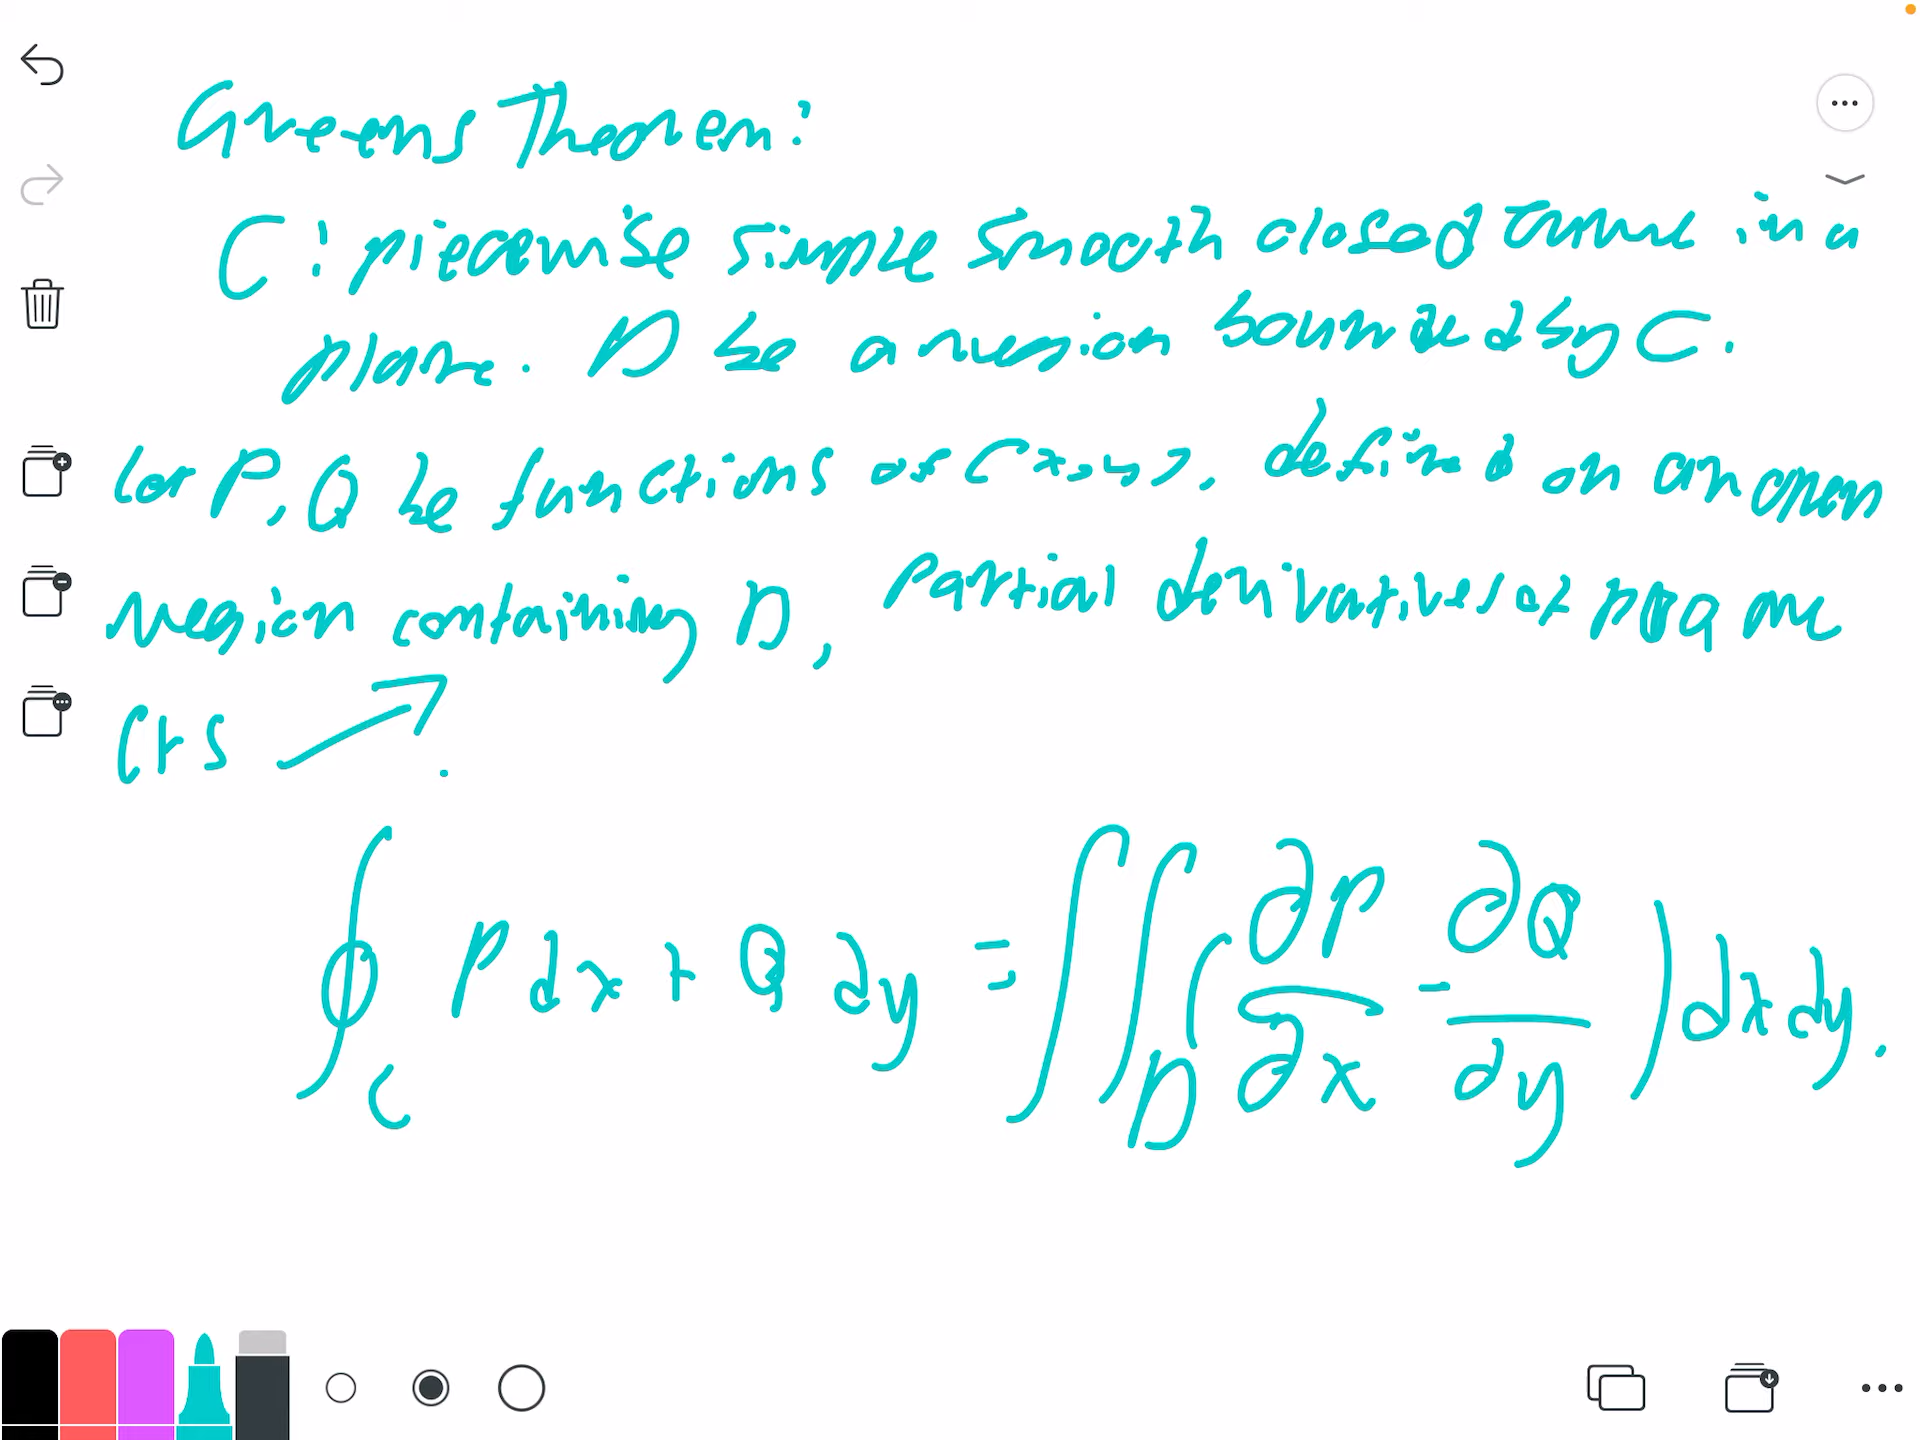 Greens Theorem:
C: piecewise simple smooth closed curve in a
plane. D be a region bounded by C.
let P, Q be functions of (x,y), defined on an open
region containing D, partial derivatives of P & Q are
cts ↗.
∮_C P dx + Q dy = ∬_D (∂P/∂x - ∂Q/∂y) dx dy.